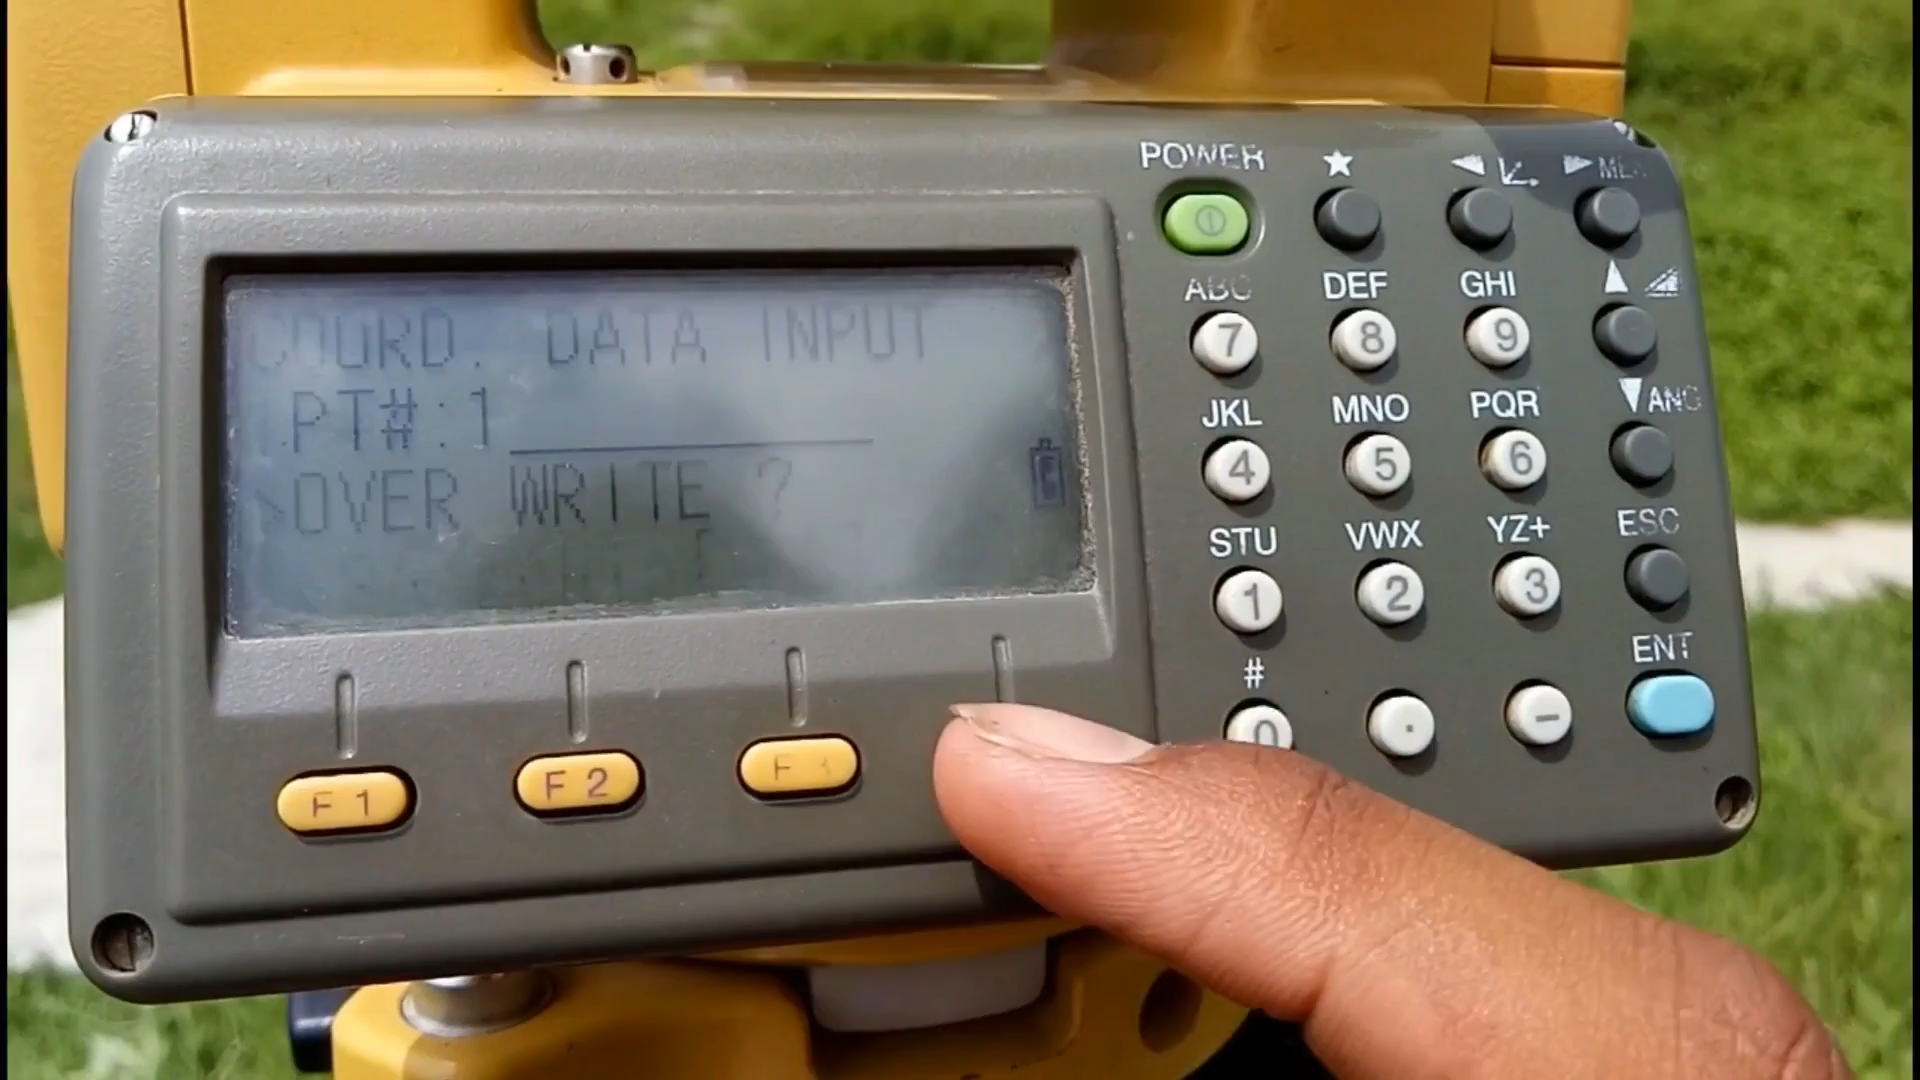 COORD. DATA INPUT
PT#:1
>OVER WRITE ?
F1
F2
F
POWER
★
ABC
DEF
GHI
7
8
9
JKL
MNO
PQR
ANG
4
5
6
STU
VWX
YZ+
ESC
1
2
3
#
ENT
0
.
-